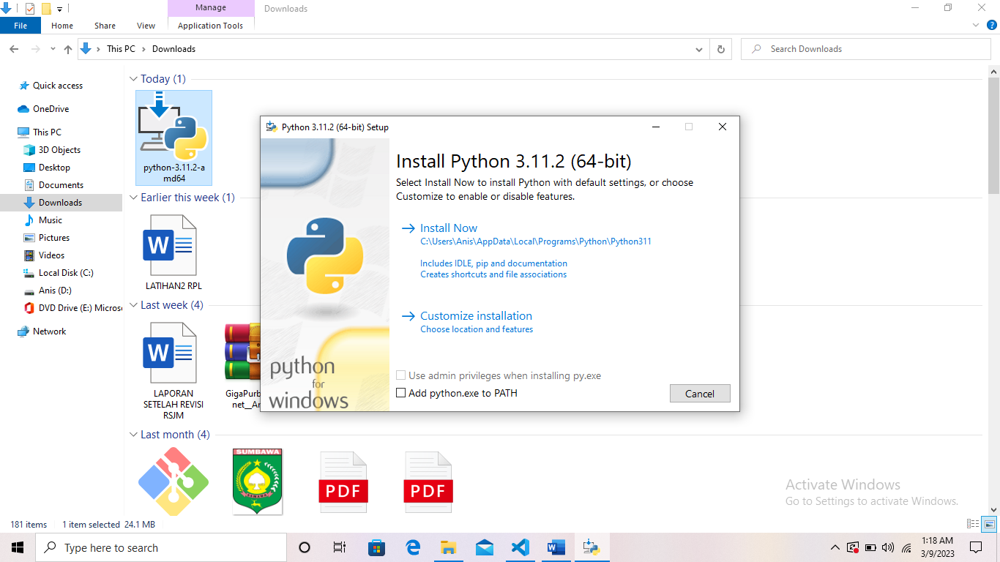 Manage
Downloads
File
Home
Share
View
Application Tools
This PC
Downloads
Search Downloads
Quick access
OneDrive
This PC
3D Objects
Desktop
Documents
Downloads
Music
Pictures
Videos
Local Disk (C:)
Anis (D:)
DVD Drive (E:) Micros
Network
Today (1)
python-3.11.2-a
md64
Earlier this week (1)
LATIHAN2 RPL
Last week (4)
LAPORAN
SETELAH REVISI
RSJM
GigaPurb
net__An
Last month (4)
SUMBAWA
PDF
PDF
Python 3.11.2 (64-bit) Setup
Install Python 3.11.2 (64-bit)
Select Install Now to install Python with default settings, or choose
Customize to enable or disable features.
Install Now
C:\Users\Anis\AppData\Local\Programs\Python\Python311
Includes IDLE, pip and documentation
Creates shortcuts and file associations
Customize installation
Choose location and features
Use admin privileges when installing py.exe
Add python.exe to PATH
Cancel
python
for
windows
Activate Windows
Go to Settings to activate Windows.
181 items
1 item selected 24.1 MB
Type here to search
1:18 AM
3/9/2023